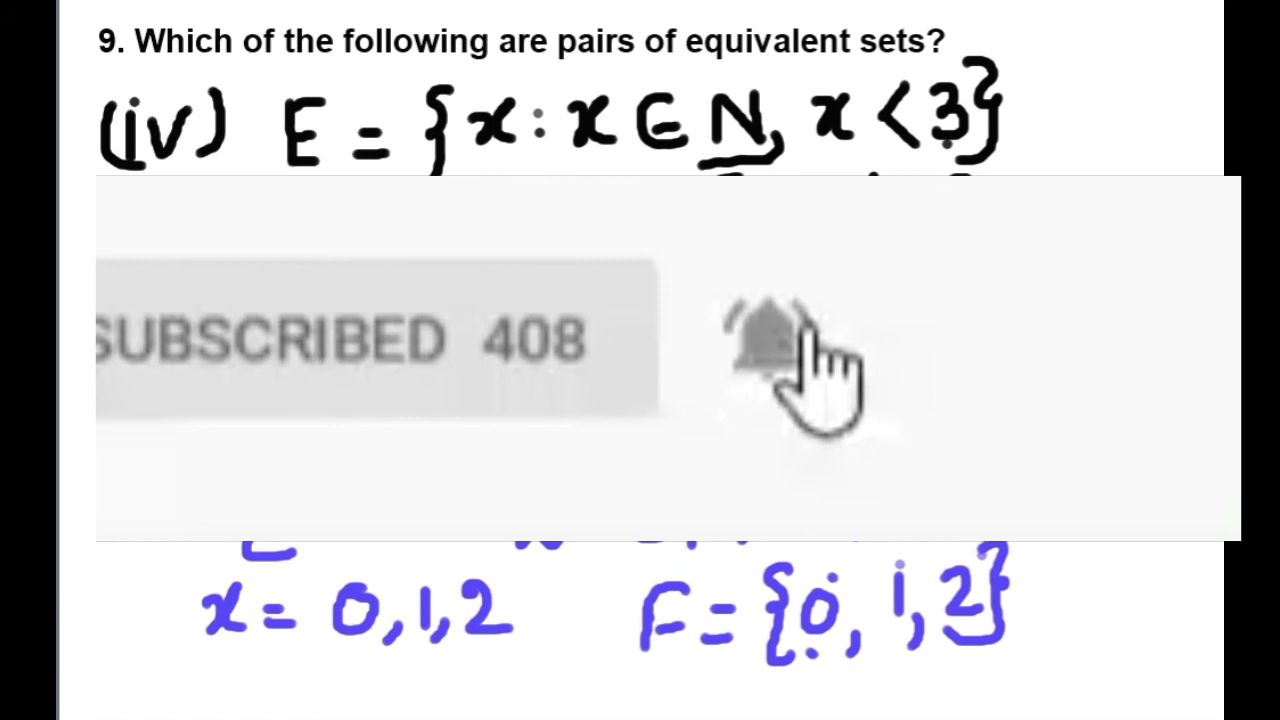 9. Which of the following are pairs of equivalent sets?
(iv) E = {x : x ∈ N, x < 3}
SUBSCRIBED 408
x = 0, 1, 2 F = {0, 1, 2}